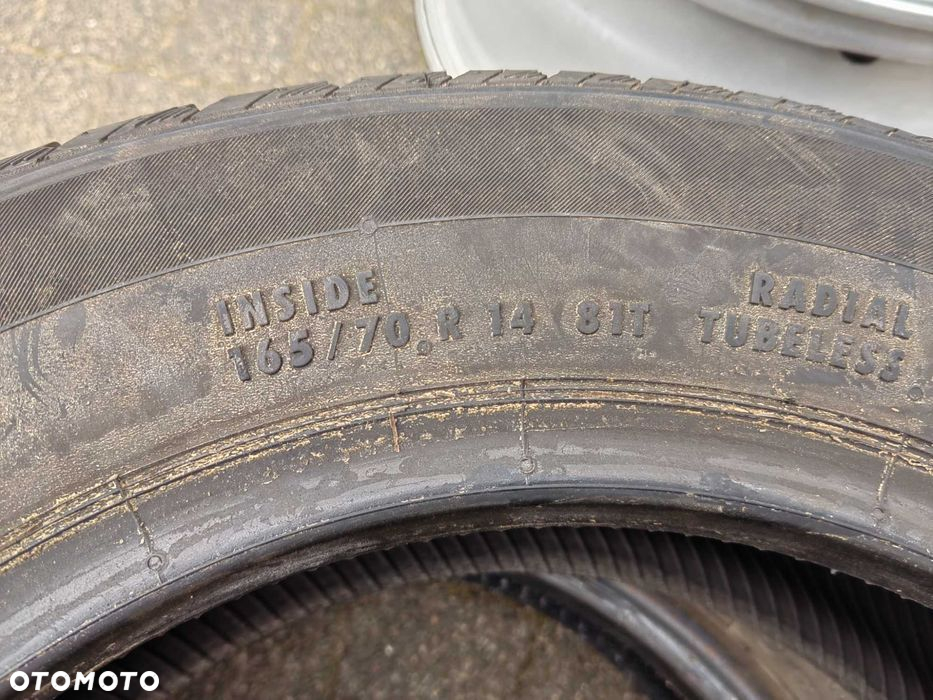 INSIDE
165/70 R 14 81T
RADIAL
TUBELESS
OTOMOTO